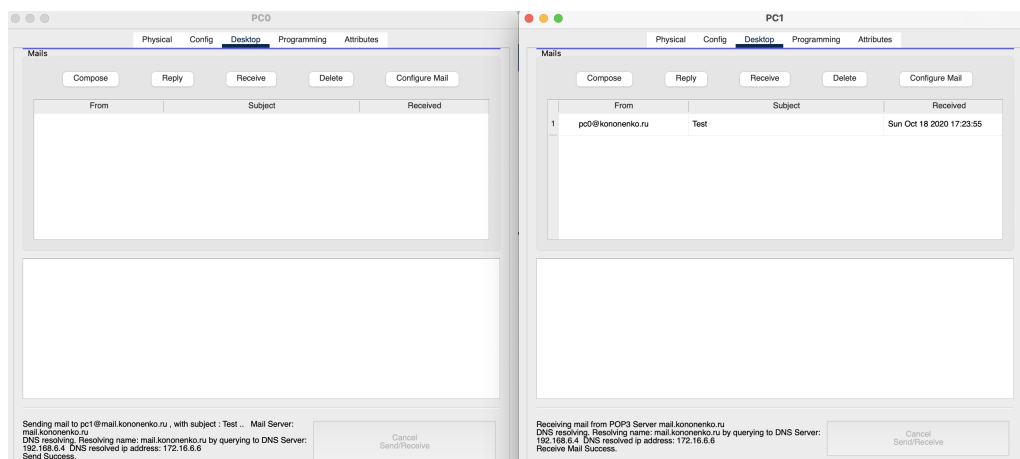 PC0
Physical Config Desktop Programming Attributes
Mails
Compose Reply Receive Delete Configure Mail
From Subject Received
Sending mail to pc1@mail.kononenko.ru , with subject : Test .. Mail Server:
mail.kononenko.ru
DNS resolving. Resolving name: mail.kononenko.ru by querying to DNS Server:
192.168.6.4 DNS resolved ip address: 172.16.6.6
Send Success.
Cancel
Send/Receive
PC1
Physical Config Desktop Programming Attributes
Mails
Compose Reply Receive Delete Configure Mail
From Subject Received
1 pc0@kononenko.ru Test Sun Oct 18 2020 17:23:55
Receiving mail from POP3 Server mail.kononenko.ru
DNS resolving. Resolving name: mail.kononenko.ru by querying to DNS Server:
192.168.6.4 DNS resolved ip address: 172.16.6.6
Receive Mail Success.
Cancel
Send/Receive